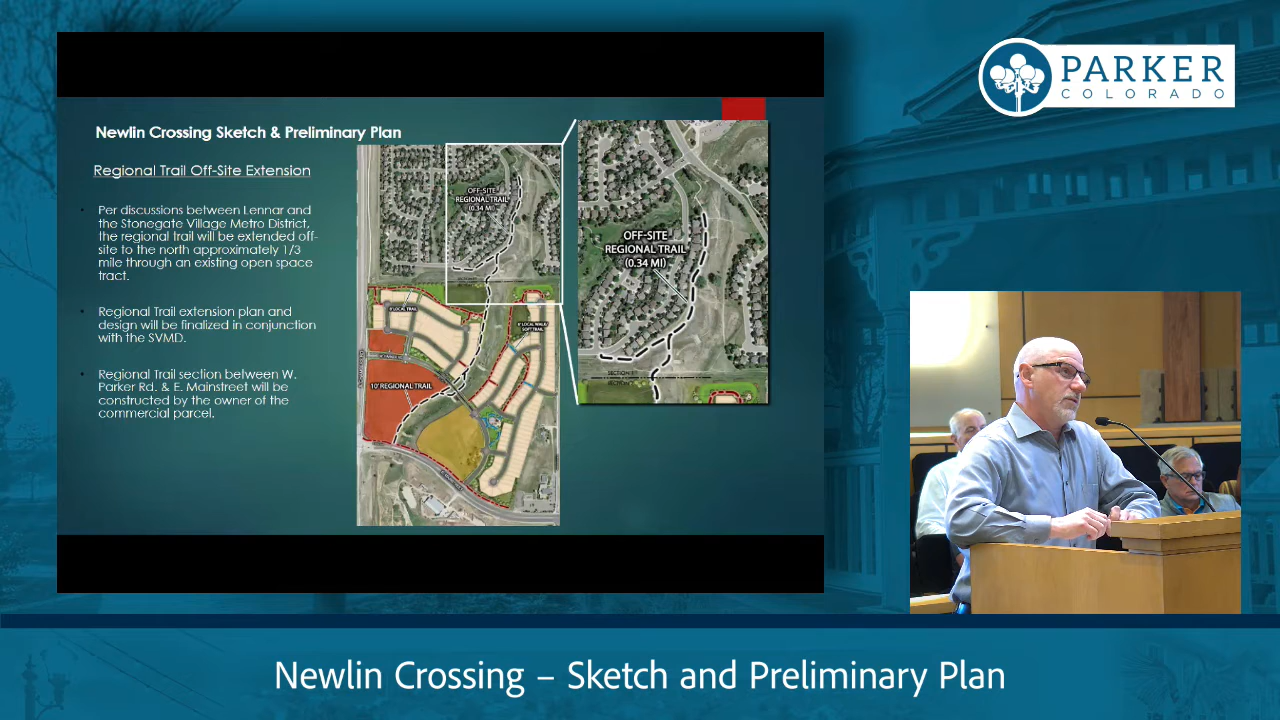 PARKER
COLORADO
Newlin Crossing Sketch & Preliminary Plan
Regional Trail Off-Site Extension
Per discussions between Lennar and
the Stonegate Village Metro District,
the regional trail will be extended off-
site to the north approximately 1/3
mile through an existing open space
tract.
Regional Trail extension plan and
design will be finalized in conjunction
with the SVMD.
Regional Trail section between W.
Parker Rd. & E. Mainstreet will be
constructed by the owner of the
commercial parcel.
OFF-SITE
REGIONAL TRAIL
(0.34 MI)
8' LOCAL TRAIL
10' REGIONAL TRAIL
OFF-SITE
REGIONAL TRAIL
(0.34 MI)
Newlin Crossing – Sketch and Preliminary Plan